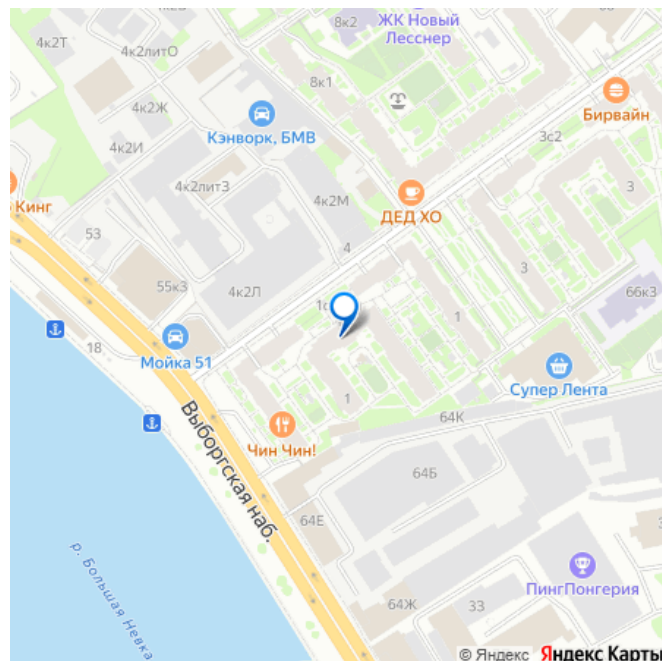 8к2
ЖК Новый
Лесснер
4к2Т
4к2литО
8к1
4к2Ж
Бирвайн
Кэнворк, БМВ
3с2
4к2И
4к2литЗ
3
Кинг
4к2М
ДЕД ХО
53
4
55к3
4к2Л
3
66к3
18
1
Мойка 51
Супер Лента
1
64К
Выборгская наб.
Чин Чин!
64Б
64Е
р. Большая Невка
ПингПонгерия
64Ж
33
© Яндекс Яндекс Карты